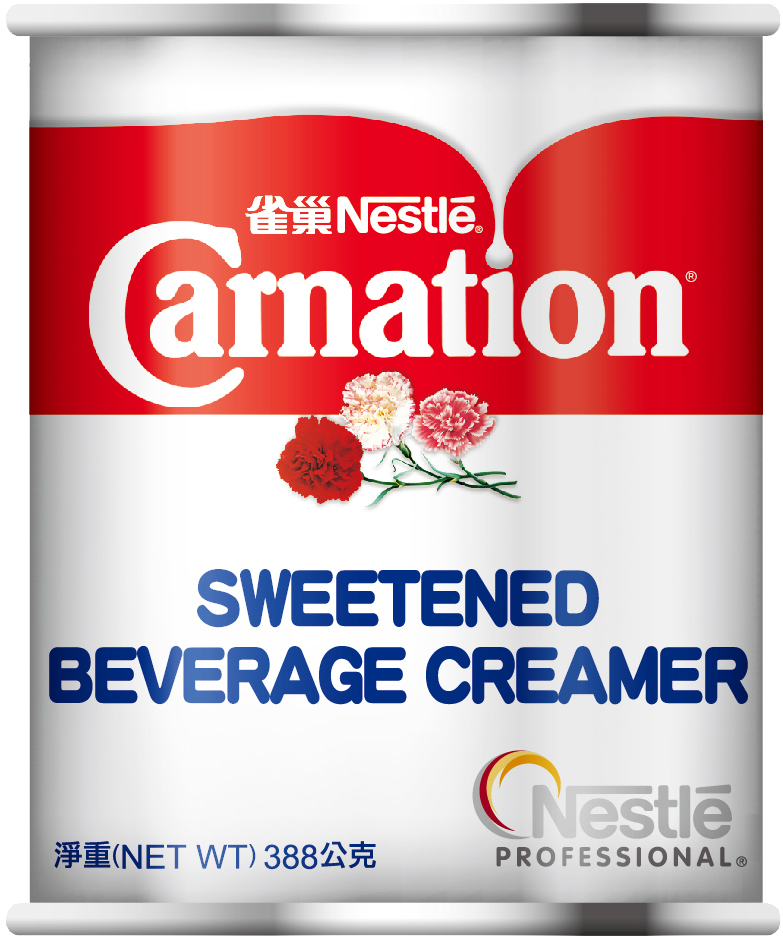 雀巢Nestlé®
Carnation®
SWEETENED
BEVERAGE CREAMER
Nestlé
PROFESSIONAL®
淨重(NET WT) 388公克